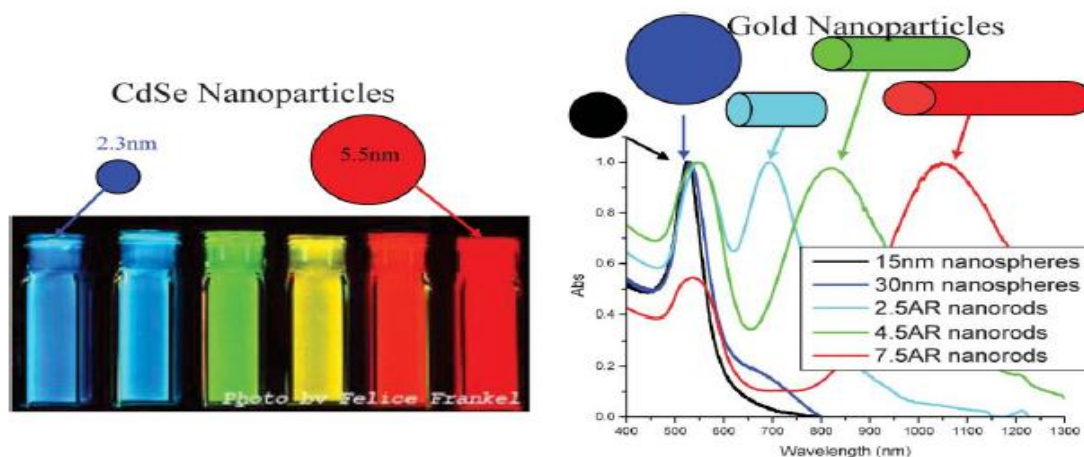 CdSe Nanoparticles
2.3nm
5.5nm
Photo by Felice Frankel
Gold Nanoparticles
Abs
1.0
0.8
0.6
0.4
0.2
0.0
15nm nanospheres
30nm nanospheres
2.5AR nanorods
4.5AR nanorods
7.5AR nanorods
400 500 600 700 800 900 1000 1100 1200 1300
Wavelength (nm)